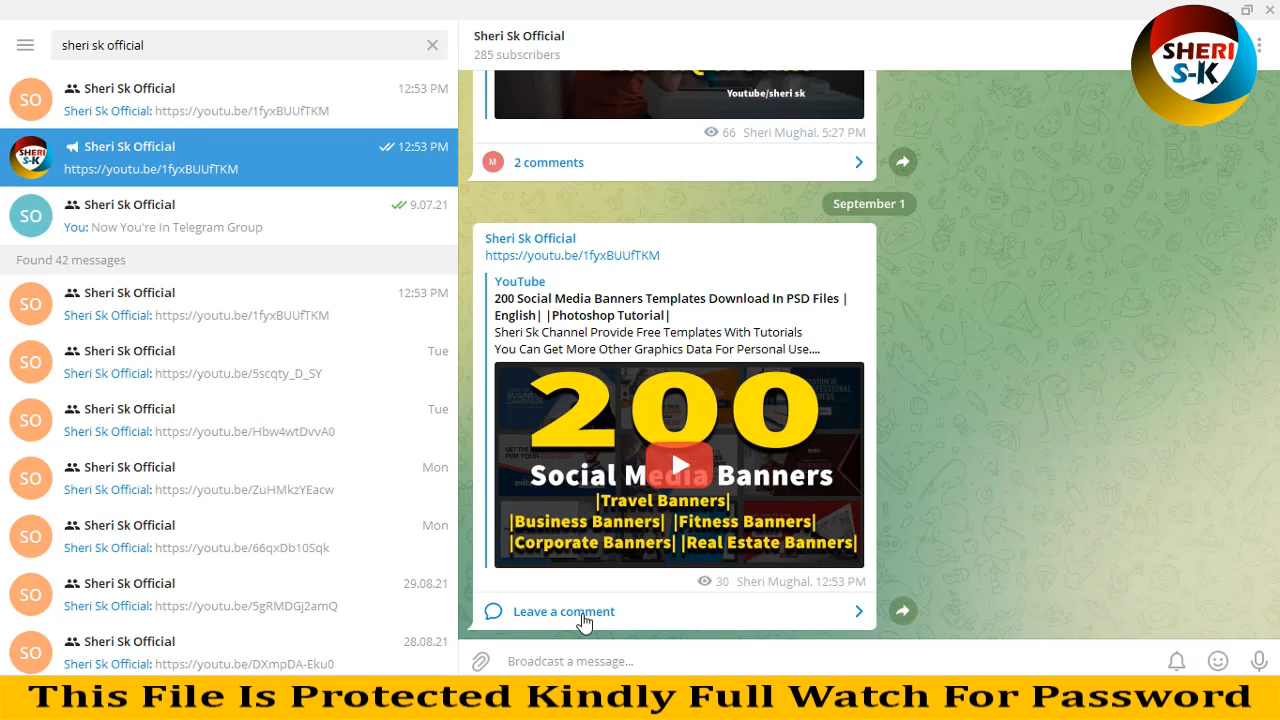 sheri sk official
SO
Sheri Sk Official
12:53 PM
Sheri Sk Official: https://youtu.be/1fyxBUUfTKM
SHERI
S-K
Sheri Sk Official
12:53 PM
https://youtu.be/1fyxBUUfTKM
SO
Sheri Sk Official
9.07.21
You: Now You're In Telegram Group
Found 42 messages
SO
Sheri Sk Official
12:53 PM
Sheri Sk Official: https://youtu.be/1fyxBUUfTKM
SO
Sheri Sk Official
Tue
Sheri Sk Official: https://youtu.be/5scqty_D_SY
SO
Sheri Sk Official
Tue
Sheri Sk Official: https://youtu.be/Hbw4wtDvvA0
SO
Sheri Sk Official
Mon
Sheri Sk Official: https://youtu.be/ZuHMkzYEacw
SO
Sheri Sk Official
Mon
Sheri Sk Official: https://youtu.be/66qxDb10Sqk
SO
Sheri Sk Official
29.08.21
Sheri Sk Official: https://youtu.be/5gRMDGj2amQ
SO
Sheri Sk Official
28.08.21
Sheri Sk Official: https://youtu.be/DXmpDA-Eku0
Sheri Sk Official
285 subscribers
SHERI
S-K
Youtube/sheri sk
66 Sheri Mughal, 5:27 PM
M
2 comments
September 1
Sheri Sk Official
https://youtu.be/1fyxBUUfTKM
YouTube
200 Social Media Banners Templates Download In PSD Files |
English| |Photoshop Tutorial|
Sheri Sk Channel Provide Free Templates With Tutorials
You Can Get More Other Graphics Data For Personal Use....
200
Social Media Banners
|Travel Banners|
|Business Banners| |Fitness Banners|
|Corporate Banners| |Real Estate Banners|
30 Sheri Mughal, 12:53 PM
Leave a comment
Broadcast a message...
This File Is Protected Kindly Full Watch For Password